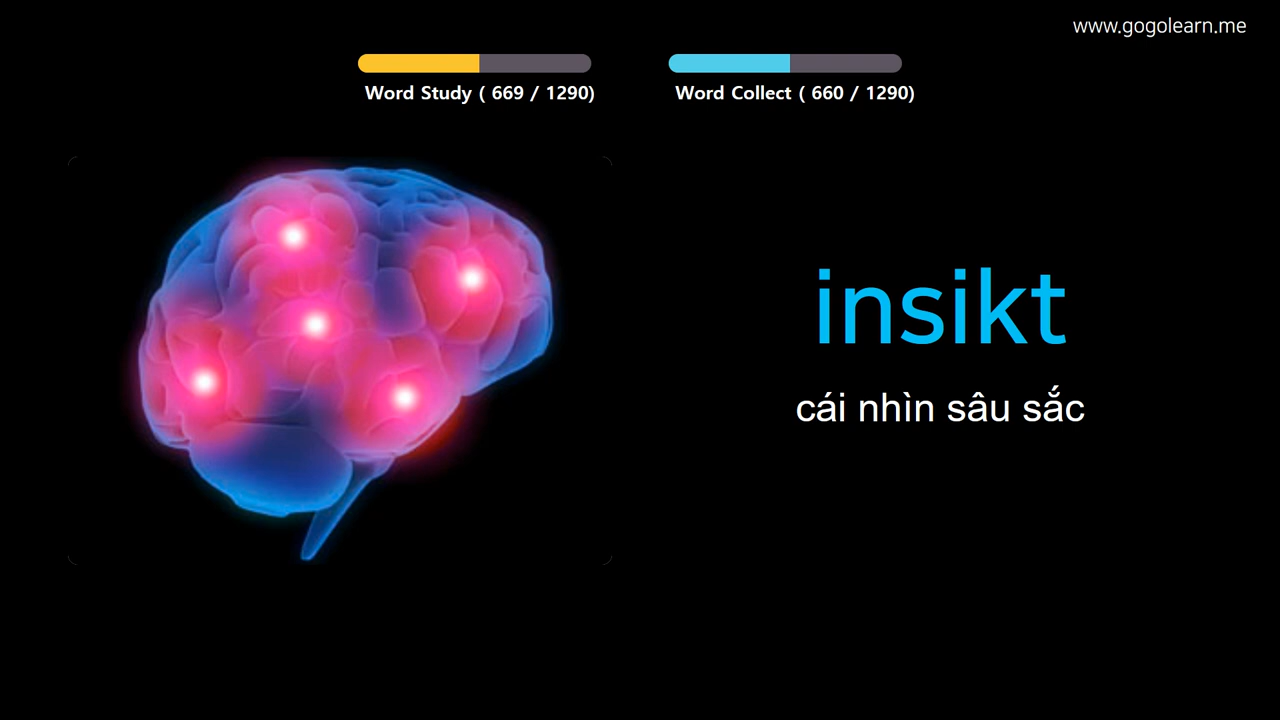 www.gogolearn.me
Word Study ( 669 / 1290)
Word Collect ( 660 / 1290)
insikt
cái nhìn sâu sắc